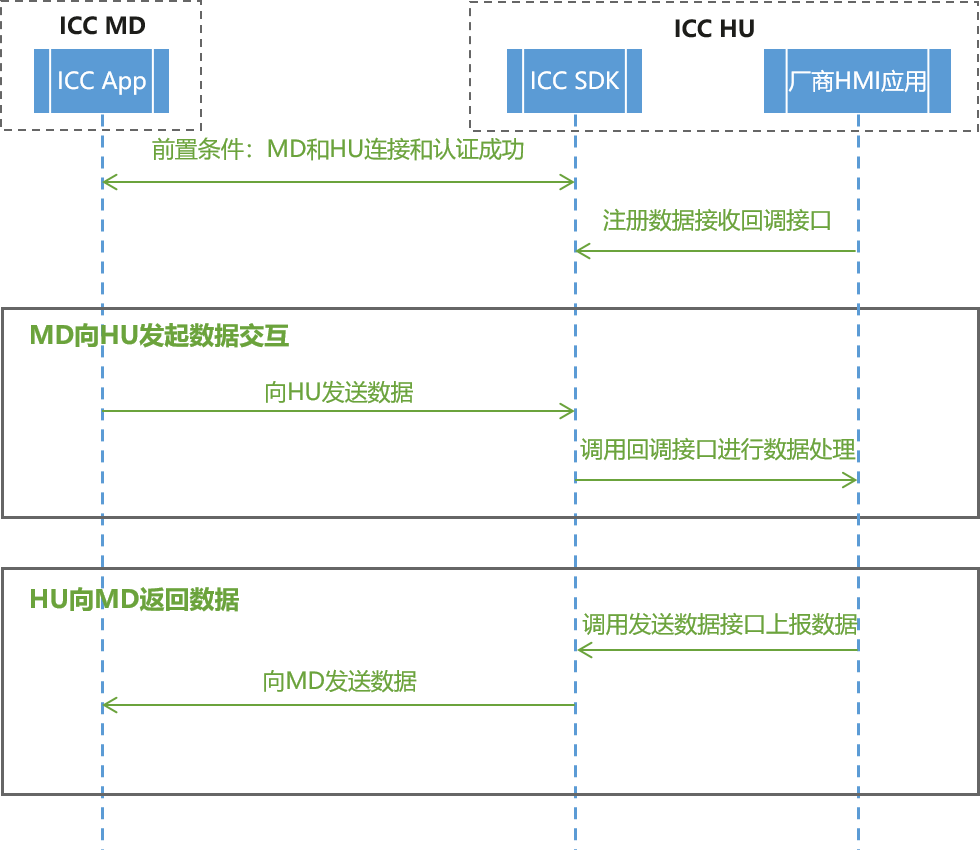 ICC MD
ICC HU
ICC App
ICC SDK
厂商HMI应用
前置条件：MD和HU连接和认证成功
注册数据接收回调接口
MD向HU发起数据交互
向HU发送数据
调用回调接口进行数据处理
HU向MD返回数据
调用发送数据接口上报数据
向MD发送数据